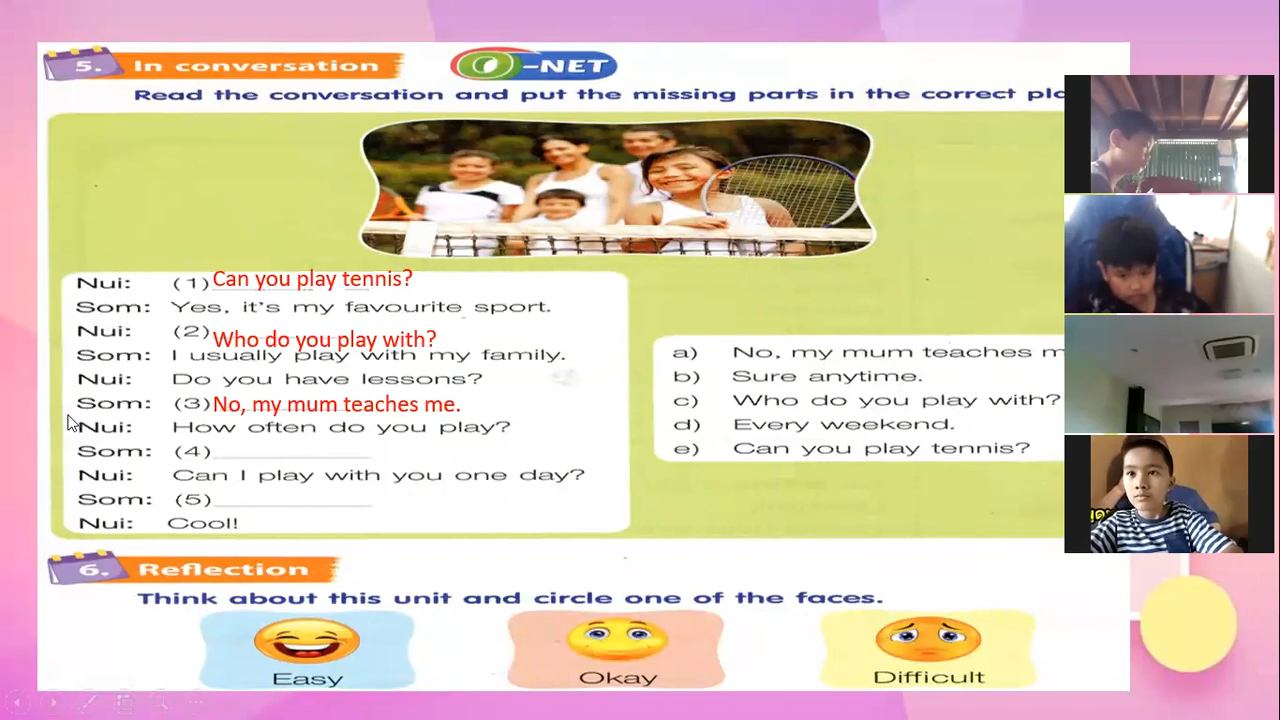 5. In conversation
O-NET
Read the conversation and put the missing parts in the correct
Nui: (1) Can you play tennis?
Som: Yes, it's my favourite sport.
Nui: (2) Who do you play with?
Som: I usually play with my family.
Nui: Do you have lessons?
Som: (3) No, my mum teaches me.
Nui: How often do you play?
Som: (4)
Nui: Can I play with you one day?
Som: (5)
Nui: Cool!
a) No, my mum teaches
b) Sure anytime.
c) Who do you play with?
d) Every weekend.
e) Can you play tennis?
6. Reflection
Think about this unit and circle one of the faces.
Easy
Okay
Difficult